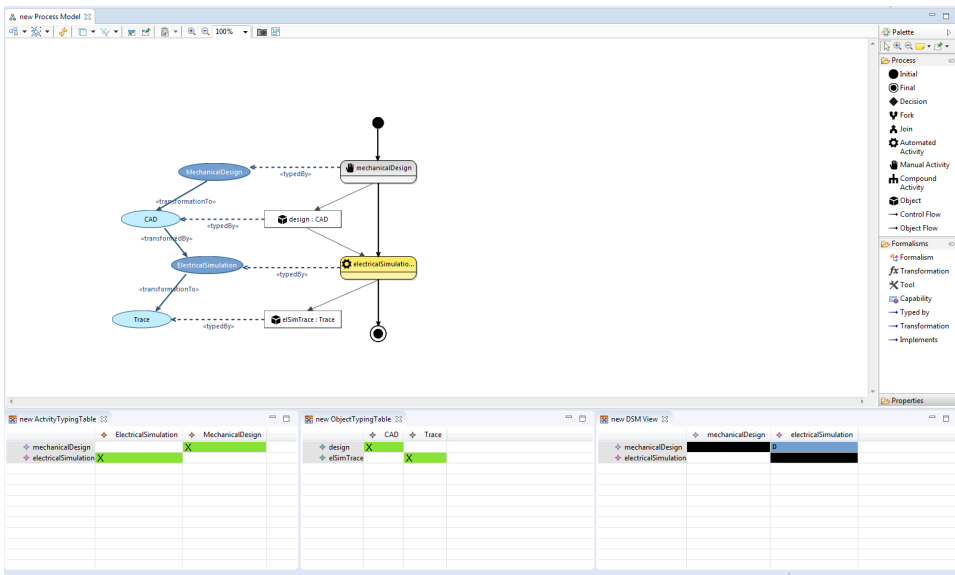 new Process Model
100%
Palette
Process
Initial
Final
Decision
Fork
Join
Automated
Activity
Manual Activity
Compound
Activity
Object
Control Flow
Object Flow
Formalisms
Formalism
fx Transformation
Tool
Capability
Typed by
Transformation
Implements
Properties
MechanicalDesign
«typedBy»
mechanicalDesign
«transformationTo»
CAD
«typedBy»
design : CAD
«transformedBy»
ElectricalSimulation
«typedBy»
electricalSimulatio...
«transformationTo»
Trace
«typedBy»
elSimTrace : Trace
new ActvityTypingTable
ElectricalSimulation MechanicalDesign
mechanicalDesign X
electricalSimulation X
new ObjectTypingTable
CAD Trace
design X
elSimTrace X
new DSM View
mechanicalDesign electricalSimulation
mechanicalDesign D
electricalSimulation